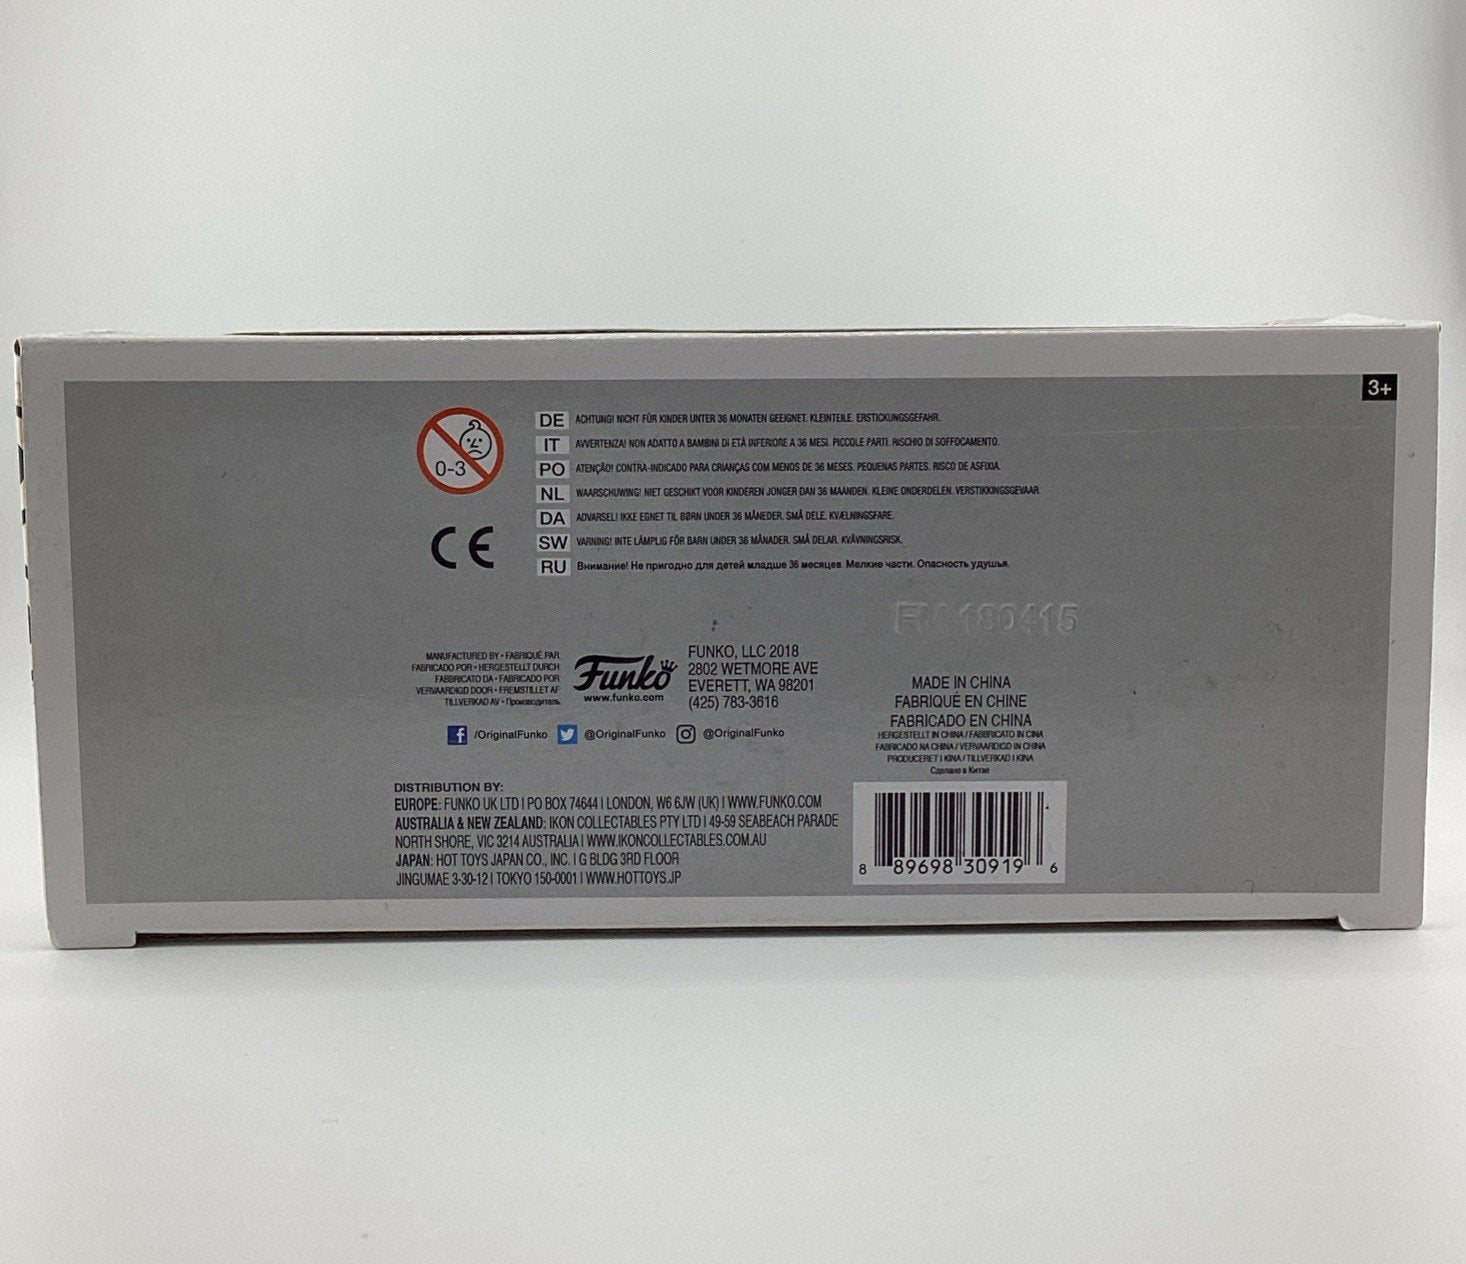 3+
0-3
DE ACHTUNG! NICHT FÜR KINDER UNTER 36 MONATEN GEEIGNET. KLEINTEILE. ERSTICKUNGSGEFAHR.
IT AVVERTENZA! NON ADATTO A BAMBINI DI ETÀ INFERIORE A 36 MESI. PICCOLE PARTI. RISCHIO DI SOFFOCAMENTO.
PO ATENÇÃO! CONTRA-INDICADO PARA CRIANÇAS COM MENOS DE 36 MESES. PEQUENAS PARTES. RISCO DE ASFIXIA.
NL WAARSCHUWING! NIET GESCHIKT VOOR KINDEREN JONGER DAN 36 MAANDEN. KLEINE ONDERDELEN. VERSTIKKINGSGEVAAR.
DA ADVARSEL! IKKE EGNET TIL BØRN UNDER 36 MÅNEDER. SMÅ DELE. KVÆLNINGSFARE.
SW VARNING! INTE LÄMPLIG FÖR BARN UNDER 36 MÅNADER. SMÅ DELAR. KVÄVNINGSRISK.
RU Внимание! Не пригодно для детей младше 36 месяцев. Мелкие части. Опасность удушья.
CE
FM 180415
MANUFACTURED BY • FABRIQUÉ PAR
FABRICADO POR • HERGESTELLT DURCH
FABBRICATO DA • FABRICADO POR
VERVAARDIGD DOOR • FREMSTILLET AF
TILLVERKAD AV • Производитель:
Funko
www.funko.com
FUNKO, LLC 2018
2802 WETMORE AVE
EVERETT, WA 98201
(425) 783-3616
/OriginalFunko @OriginalFunko @OriginalFunko
MADE IN CHINA
FABRIQUÉ EN CHINE
FABRICADO EN CHINA
HERGESTELLT IN CHINA / FABBRICATO IN CINA
FABRICADO NA CHINA / VERVAARDIGD IN CHINA
PRODUCERET I KINA / TILLVERKAD I KINA
Сделано в Китае
DISTRIBUTION BY:
EUROPE: FUNKO UK LTD | PO BOX 74644 | LONDON, W6 6JW (UK) | WWW.FUNKO.COM
AUSTRALIA & NEW ZEALAND: IKON COLLECTABLES PTY LTD | 49-59 SEABEACH PARADE
NORTH SHORE, VIC 3214 AUSTRALIA | WWW.IKONCOLLECTABLES.COM.AU
JAPAN: HOT TOYS JAPAN CO., INC. | G BLDG 3RD FLOOR
JINGUMAE 3-30-12 | TOKYO 150-0001 | WWW.HOTTOYS.JP
8 89698 30919 6